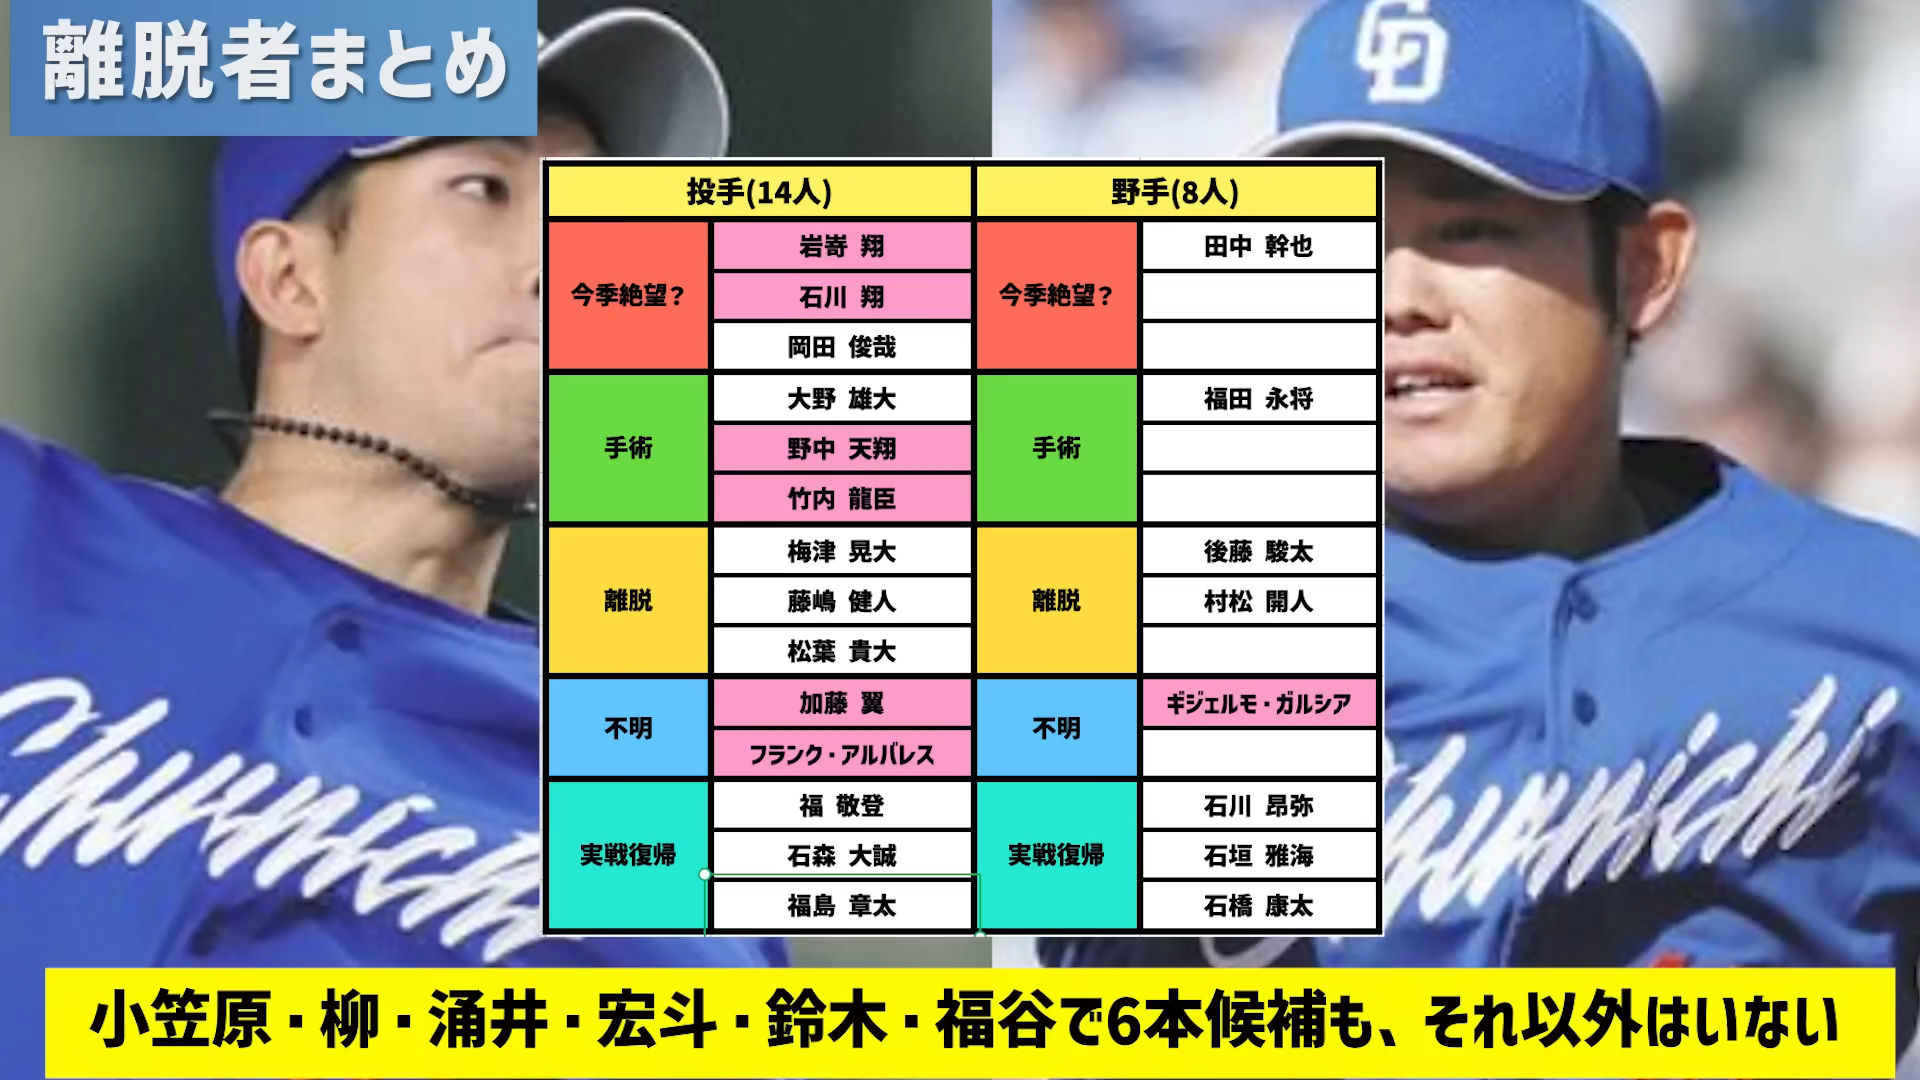 離脱者まとめ
投手(14人)
野手(8人)
今季絶望?
岩嵜 翔
石川 翔
岡田 俊哉
今季絶望?
田中 幹也
手術
大野 雄大
野中 天翔
竹内 龍臣
手術
福田 永将
離脱
梅津 晃大
藤嶋 健人
松葉 貴大
離脱
後藤 駿太
村松 開人
不明
加藤 翼
フランク・アルバレス
不明
ギジェルモ・ガルシア
実戦復帰
福 敬登
石森 大誠
福島 章太
実戦復帰
石川 昂弥
石垣 雅海
石橋 康太
CD
Chunichi
Chunichi
小笠原・柳・涌井・宏斗・鈴木・福谷で6本候補も、それ以外はいない